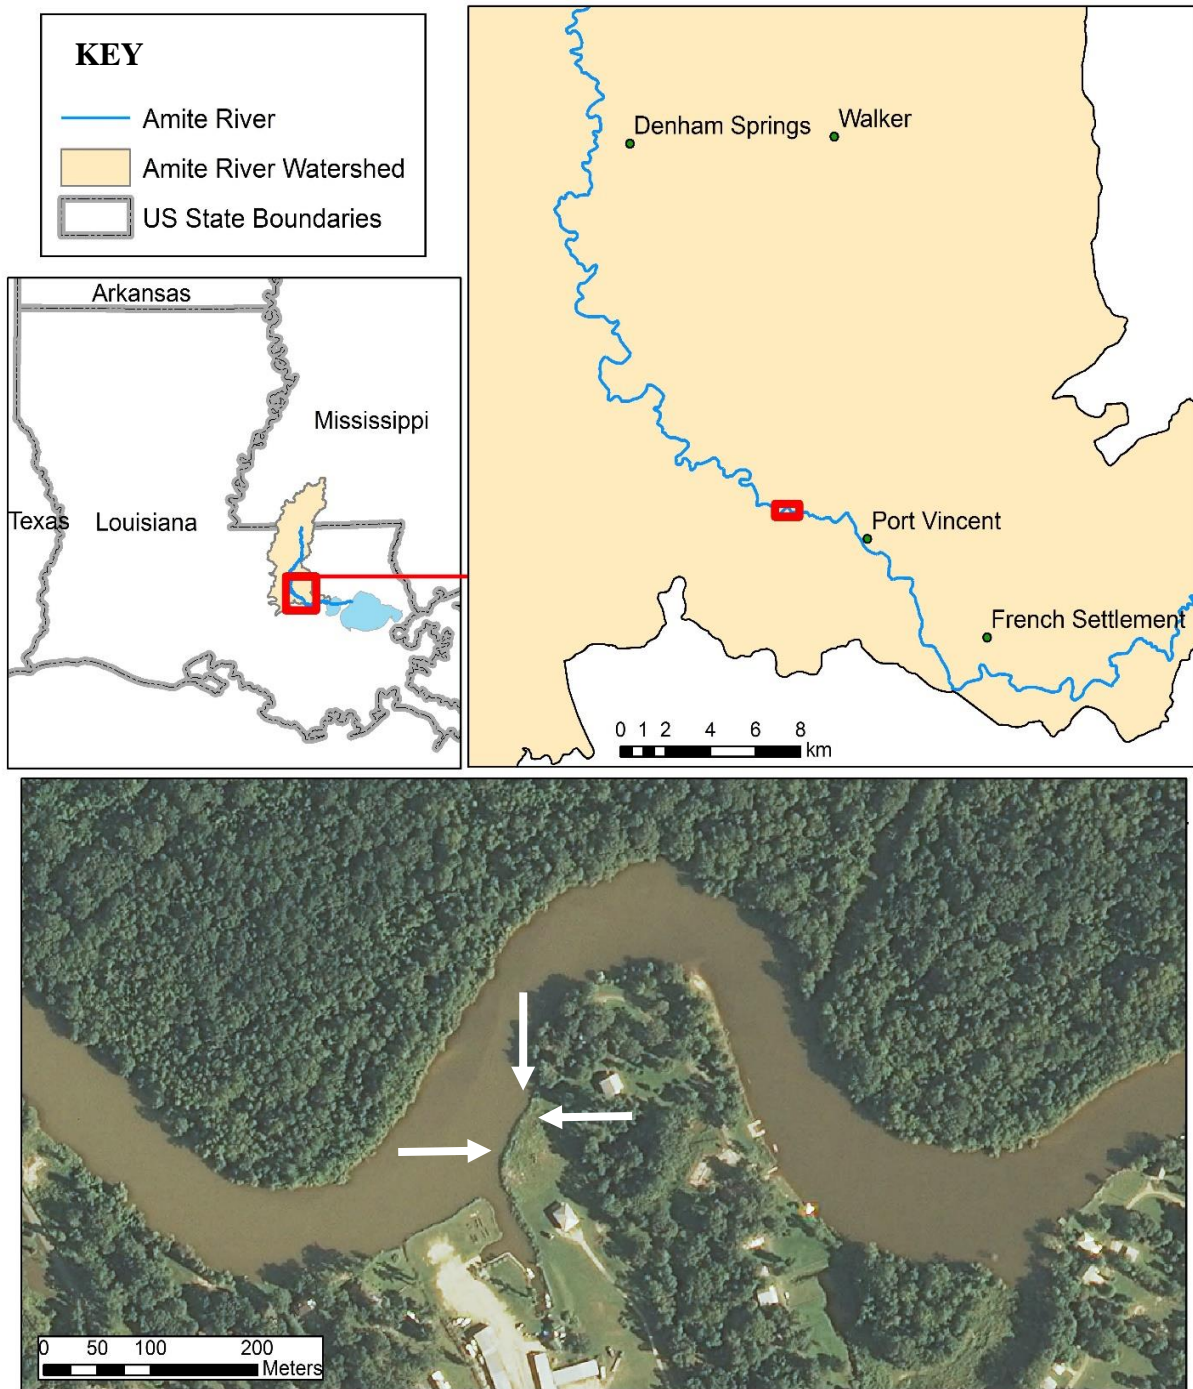 KEY
Amite River
Amite River Watershed
US State Boundaries
Arkansas
Mississippi
Texas
Louisiana
Denham Springs
Walker
Port Vincent
French Settlement
0 1 2 4 6 8
km
0 50 100 200
Meters